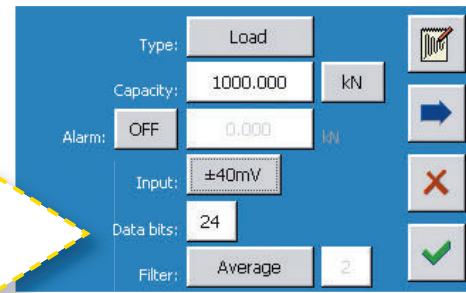 Type: Load
Capacity: 1000.000 kN
Alarm: OFF 0.000 kN
Input: ±40mV
Data bits: 24
Filter: Average 2